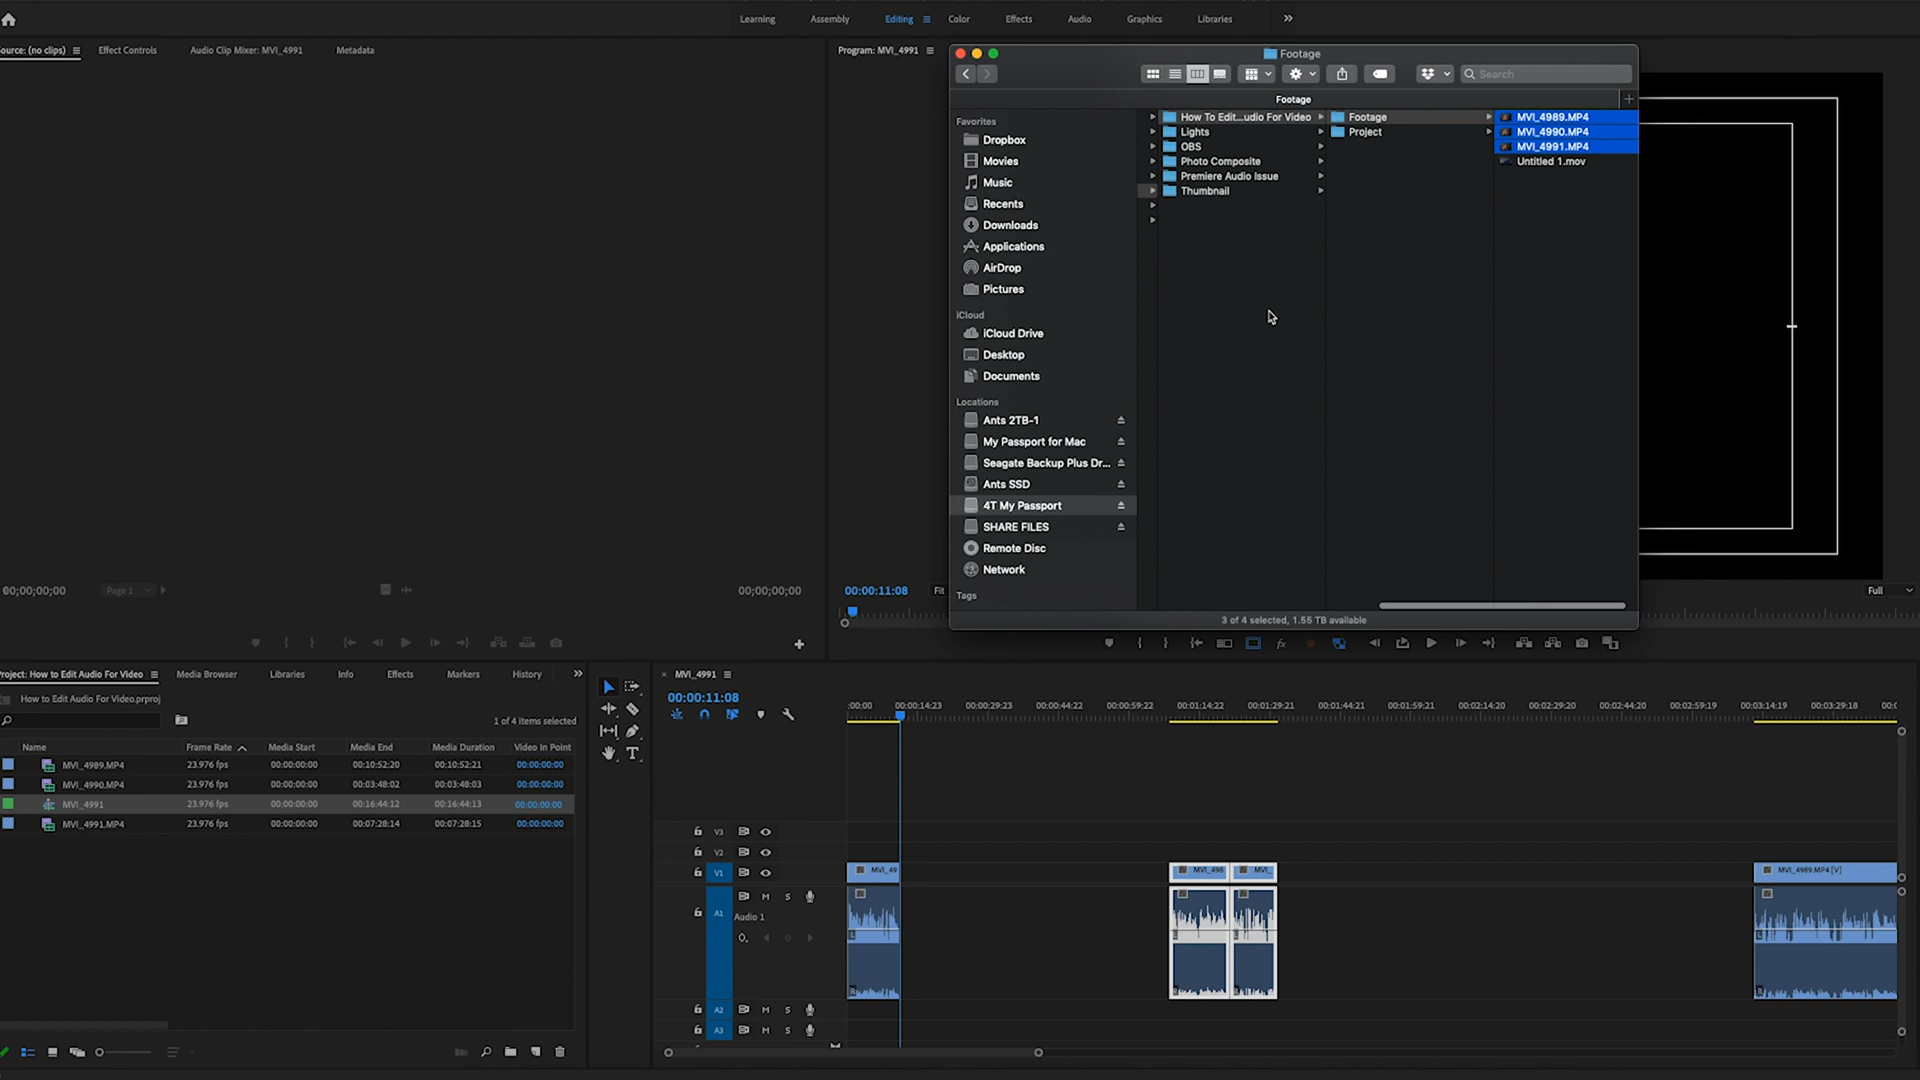 Learning
Assembly
Editing
Color
Effects
Audio
Graphics
Libraries
ource: (no clips)
Effect Controls
Audio Clip Mixer: MVI_4991
Metadata
Program: MVI_4991
Footage
Search
Footage
Favorites
Dropbox
Movies
Music
Recents
Downloads
Applications
AirDrop
Pictures
iCloud
iCloud Drive
Desktop
Documents
Locations
Ants 2TB-1
My Passport for Mac
Seagate Backup Plus Dr...
Ants SSD
4T My Passport
SHARE FILES
Remote Disc
Network
Tags
How To Edit...udio For Video
Lights
OBS
Photo Composite
Premiere Audio Issue
Thumbnail
Footage
Project
MVI_4989.MP4
MVI_4990.MP4
MVI_4991.MP4
Untitled 1.mov
3 of 4 selected, 1.55 TB available
00;00;00;00
Page 1
00;00;00;00
00:00:11:08
Fit
Full
roject: How to Edit Audio For Video
Media Browser
Libraries
Info
Effects
Markers
History
How to Edit Audio For Video.prproj
1 of 4 items selected
Name Frame Rate Media Start Media End Media Duration Video In Point
MVI_4989.MP4 23.976 fps 00:00:00:00 00:10:52:20 00:10:52:21 00:00:00:00
MVI_4990.MP4 23.976 fps 00:00:00:00 00:03:48:02 00:03:48:03 00:00:00:00
MVI_4991 23.976 fps 00:00:00:00 00:16:44:12 00:16:44:13 00:00:00:00
MVI_4991.MP4 23.976 fps 00:00:00:00 00:07:28:14 00:07:28:15 00:00:00:00
MVI_4991
00:00:11:08
:00:00 00:00:14:23 00:00:29:23 00:00:44:22 00:00:59:22 00:01:14:22 00:01:29:21 00:01:44:21 00:01:59:21 00:02:14:20 00:02:29:20 00:02:44:20 00:02:59:19 00:03:14:19 00:03:29:18 00:0
V3
V2
V1
MVI_49
MVI_498
MVI_
MVI_4989.MP4 [V]
M S
A1
Audio 1
L
L
R
R
A2 M S
A3 M S